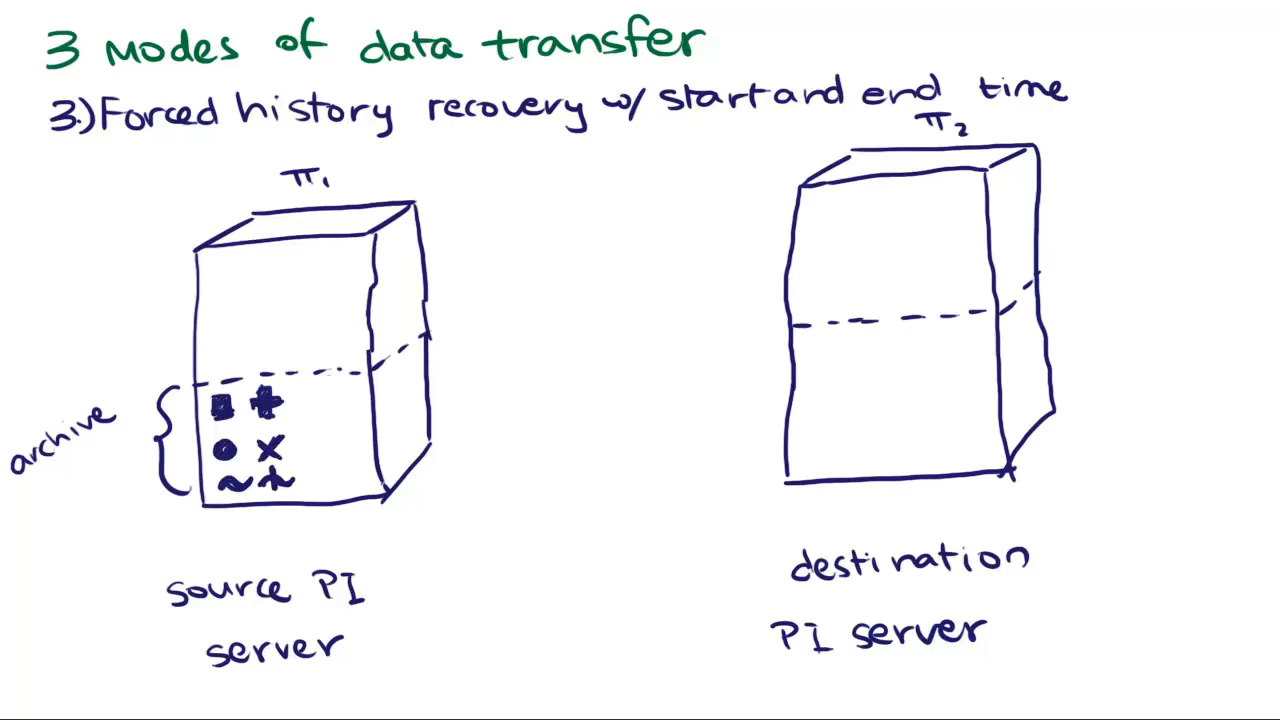 3 modes of data transfer
3.) Forced history recovery w/ start and end time
π₁
π₂
archive
source PI
server
destination
PI server